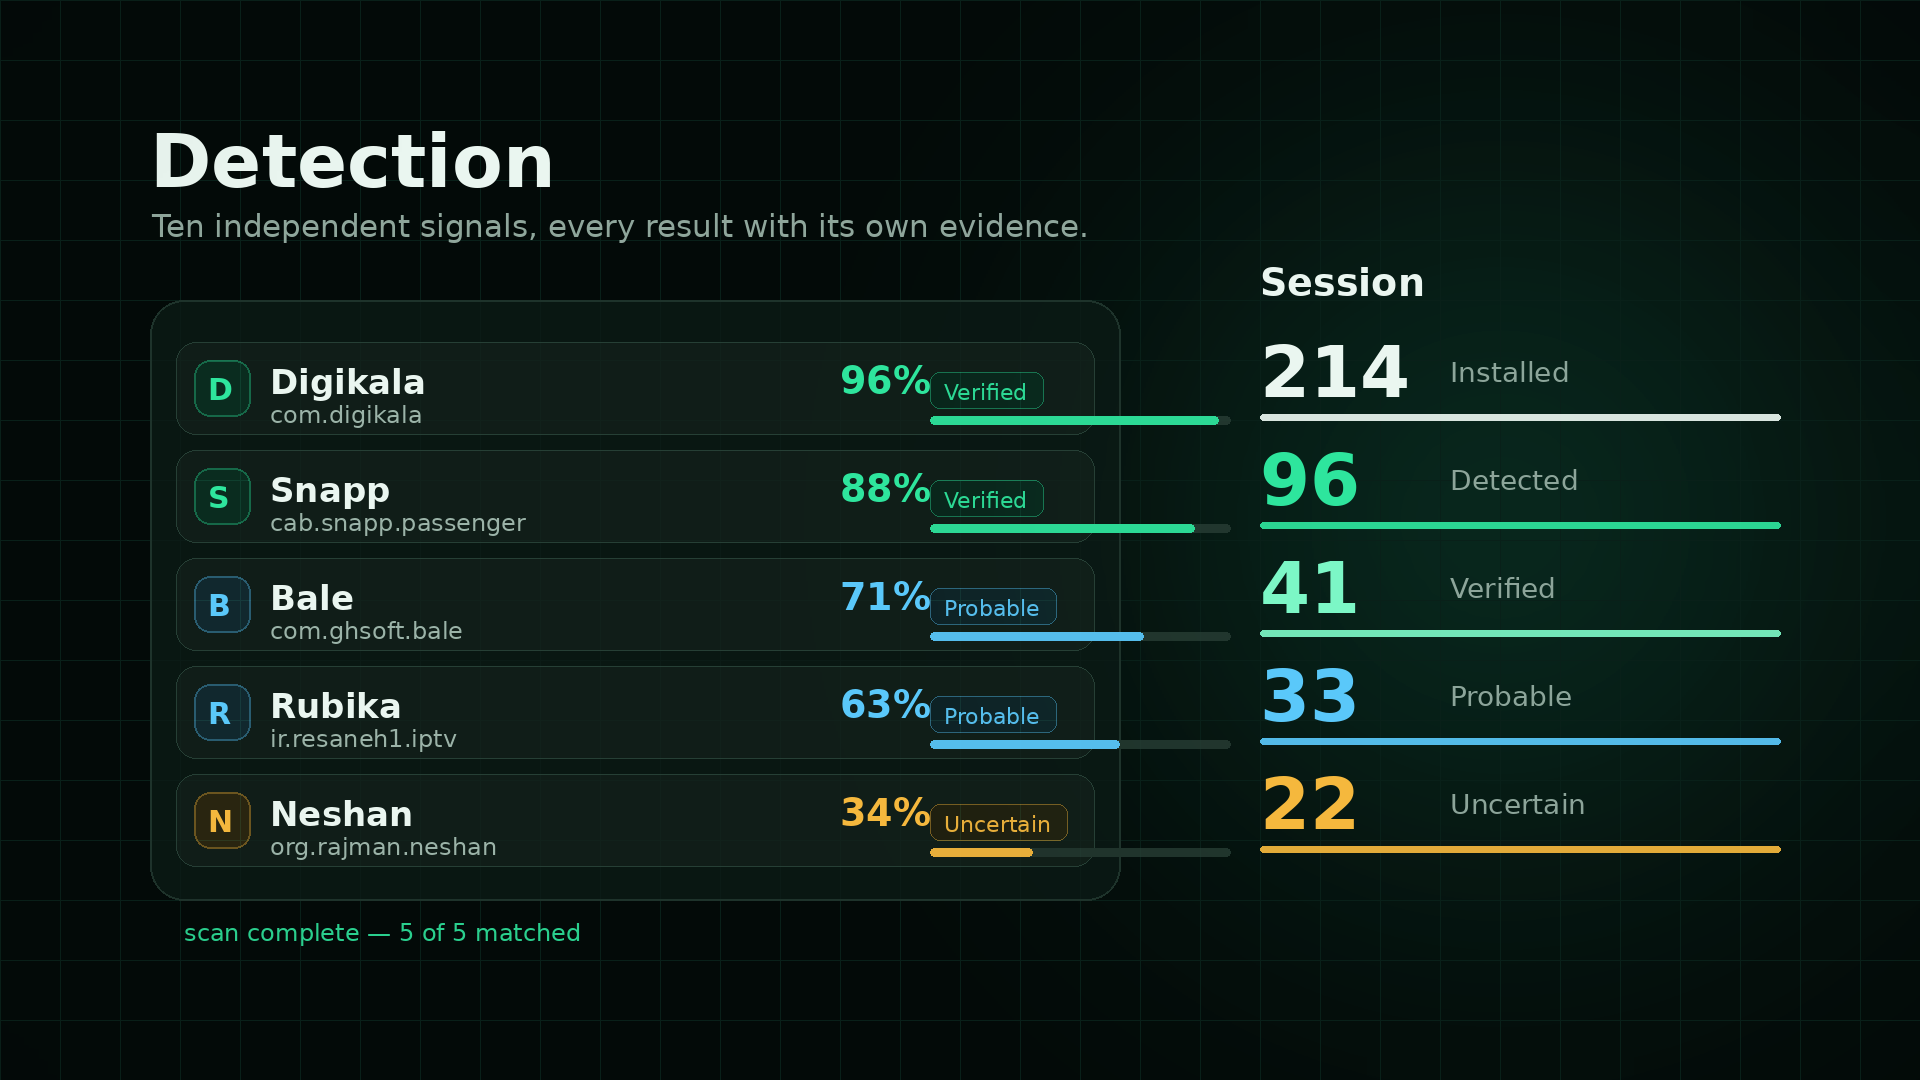 Detection
Ten independent signals, every result with its own evidence.
D
Digikala
com.digikala
96%
Verified
S
Snapp
cab.snapp.passenger
88%
Verified
B
Bale
com.ghsoft.bale
71%
Probable
R
Rubika
ir.resaneh1.iptv
63%
Probable
N
Neshan
org.rajman.neshan
34%
Uncertain
scan complete — 5 of 5 matched
Session
214 Installed
96 Detected
41 Verified
33 Probable
22 Uncertain